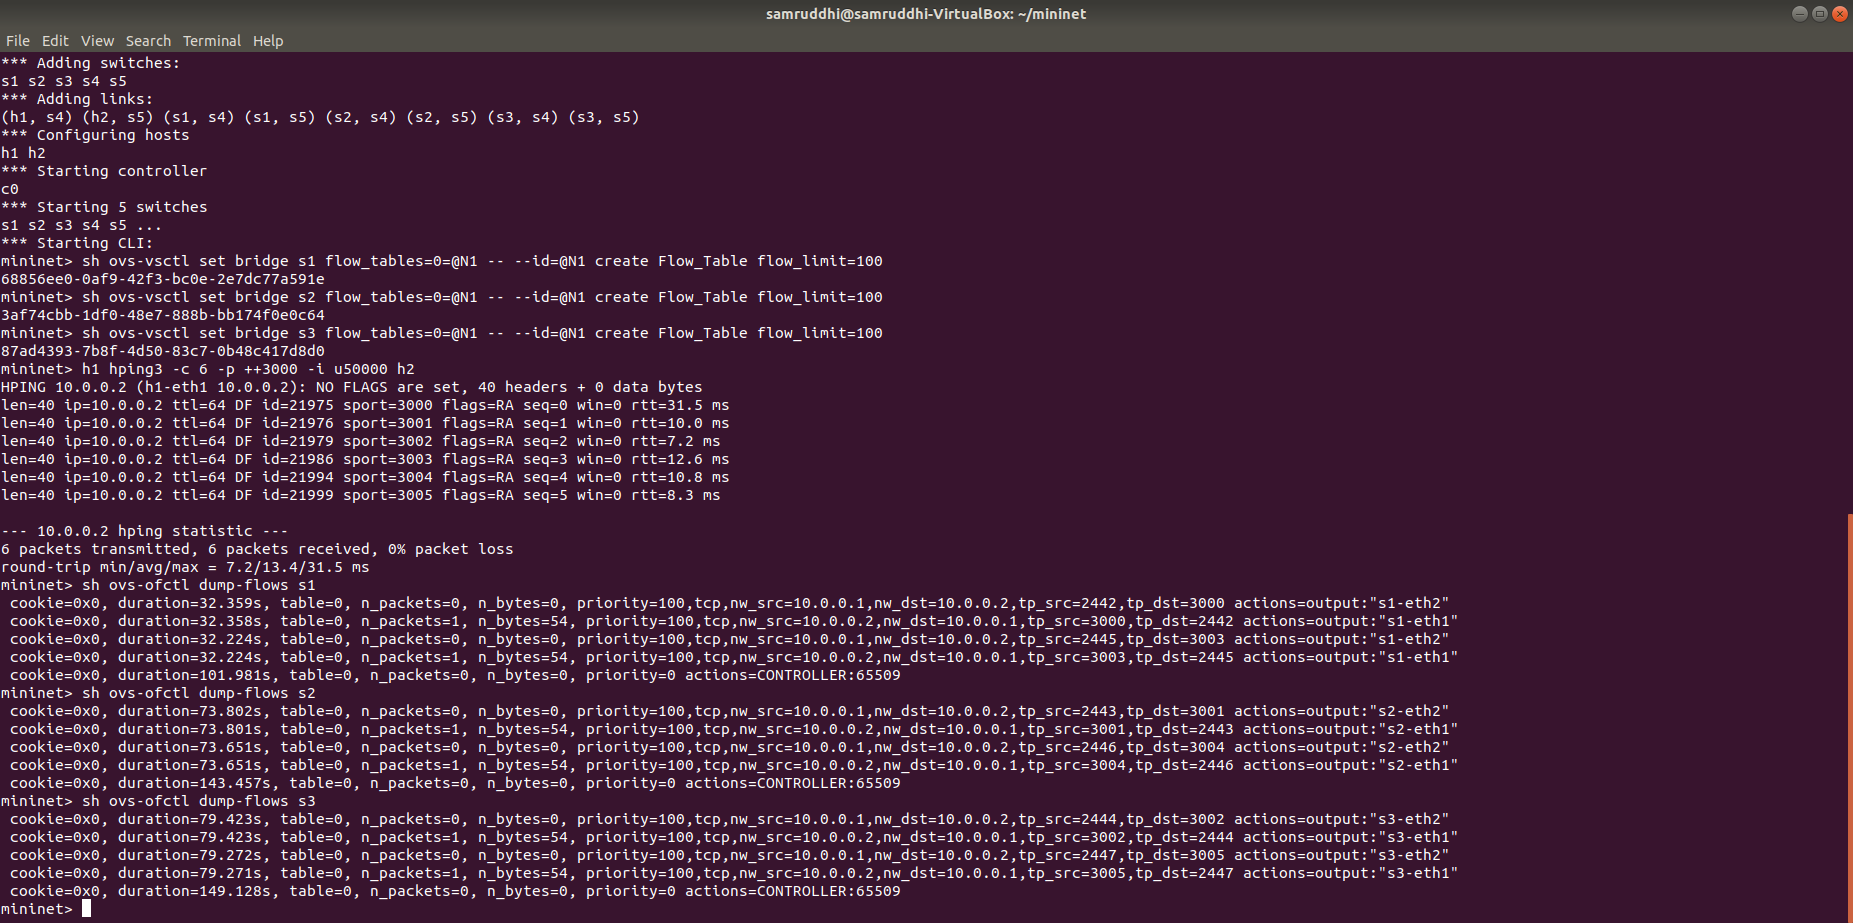 samruddhi@samruddhi-VirtualBox: ~/mininet
File Edit View Search Terminal Help
*** Adding switches:
s1 s2 s3 s4 s5
*** Adding links:
(h1, s4) (h2, s5) (s1, s4) (s1, s5) (s2, s4) (s2, s5) (s3, s4) (s3, s5)
*** Configuring hosts
h1 h2
*** Starting controller
c0
*** Starting 5 switches
s1 s2 s3 s4 s5 ...
*** Starting CLI:
mininet> sh ovs-vsctl set bridge s1 flow_tables=0=@N1 -- --id=@N1 create Flow_Table flow_limit=100
68856ee0-0af9-42f3-bc0e-2e7dc77a591e
mininet> sh ovs-vsctl set bridge s2 flow_tables=0=@N1 -- --id=@N1 create Flow_Table flow_limit=100
3af74cbb-1df0-48e7-888b-bb174f0e0c64
mininet> sh ovs-vsctl set bridge s3 flow_tables=0=@N1 -- --id=@N1 create Flow_Table flow_limit=100
87ad4393-7b8f-4d50-83c7-0b48c417d8d0
mininet> h1 hping3 -c 6 -p ++3000 -i u50000 h2
HPING 10.0.0.2 (h1-eth1 10.0.0.2): NO FLAGS are set, 40 headers + 0 data bytes
len=40 ip=10.0.0.2 ttl=64 DF id=21975 sport=3000 flags=RA seq=0 win=0 rtt=31.5 ms
len=40 ip=10.0.0.2 ttl=64 DF id=21976 sport=3001 flags=RA seq=1 win=0 rtt=10.0 ms
len=40 ip=10.0.0.2 ttl=64 DF id=21979 sport=3002 flags=RA seq=2 win=0 rtt=7.2 ms
len=40 ip=10.0.0.2 ttl=64 DF id=21986 sport=3003 flags=RA seq=3 win=0 rtt=12.6 ms
len=40 ip=10.0.0.2 ttl=64 DF id=21994 sport=3004 flags=RA seq=4 win=0 rtt=10.8 ms
len=40 ip=10.0.0.2 ttl=64 DF id=21999 sport=3005 flags=RA seq=5 win=0 rtt=8.3 ms
--- 10.0.0.2 hping statistic ---
6 packets transmitted, 6 packets received, 0% packet loss
round-trip min/avg/max = 7.2/13.4/31.5 ms
mininet> sh ovs-ofctl dump-flows s1
cookie=0x0, duration=32.359s, table=0, n_packets=0, n_bytes=0, priority=100,tcp,nw_src=10.0.0.1,nw_dst=10.0.0.2,tp_src=2442,tp_dst=3000 actions=output:"s1-eth2"
cookie=0x0, duration=32.358s, table=0, n_packets=1, n_bytes=54, priority=100,tcp,nw_src=10.0.0.2,nw_dst=10.0.0.1,tp_src=3000,tp_dst=2442 actions=output:"s1-eth1"
cookie=0x0, duration=32.224s, table=0, n_packets=0, n_bytes=0, priority=100,tcp,nw_src=10.0.0.1,nw_dst=10.0.0.2,tp_src=2445,tp_dst=3003 actions=output:"s1-eth2"
cookie=0x0, duration=32.224s, table=0, n_packets=1, n_bytes=54, priority=100,tcp,nw_src=10.0.0.2,nw_dst=10.0.0.1,tp_src=3003,tp_dst=2445 actions=output:"s1-eth1"
cookie=0x0, duration=101.981s, table=0, n_packets=0, n_bytes=0, priority=0 actions=CONTROLLER:65509
mininet> sh ovs-ofctl dump-flows s2
cookie=0x0, duration=73.802s, table=0, n_packets=0, n_bytes=0, priority=100,tcp,nw_src=10.0.0.1,nw_dst=10.0.0.2,tp_src=2443,tp_dst=3001 actions=output:"s2-eth2"
cookie=0x0, duration=73.801s, table=0, n_packets=1, n_bytes=54, priority=100,tcp,nw_src=10.0.0.2,nw_dst=10.0.0.1,tp_src=3001,tp_dst=2443 actions=output:"s2-eth1"
cookie=0x0, duration=73.651s, table=0, n_packets=0, n_bytes=0, priority=100,tcp,nw_src=10.0.0.1,nw_dst=10.0.0.2,tp_src=2446,tp_dst=3004 actions=output:"s2-eth2"
cookie=0x0, duration=73.651s, table=0, n_packets=1, n_bytes=54, priority=100,tcp,nw_src=10.0.0.2,nw_dst=10.0.0.1,tp_src=3004,tp_dst=2446 actions=output:"s2-eth1"
cookie=0x0, duration=143.457s, table=0, n_packets=0, n_bytes=0, priority=0 actions=CONTROLLER:65509
mininet> sh ovs-ofctl dump-flows s3
cookie=0x0, duration=79.423s, table=0, n_packets=0, n_bytes=0, priority=100,tcp,nw_src=10.0.0.1,nw_dst=10.0.0.2,tp_src=2444,tp_dst=3002 actions=output:"s3-eth2"
cookie=0x0, duration=79.423s, table=0, n_packets=1, n_bytes=54, priority=100,tcp,nw_src=10.0.0.2,nw_dst=10.0.0.1,tp_src=3002,tp_dst=2444 actions=output:"s3-eth1"
cookie=0x0, duration=79.272s, table=0, n_packets=0, n_bytes=0, priority=100,tcp,nw_src=10.0.0.1,nw_dst=10.0.0.2,tp_src=2447,tp_dst=3005 actions=output:"s3-eth2"
cookie=0x0, duration=79.271s, table=0, n_packets=1, n_bytes=54, priority=100,tcp,nw_src=10.0.0.2,nw_dst=10.0.0.1,tp_src=3005,tp_dst=2447 actions=output:"s3-eth1"
cookie=0x0, duration=149.128s, table=0, n_packets=0, n_bytes=0, priority=0 actions=CONTROLLER:65509
mininet>